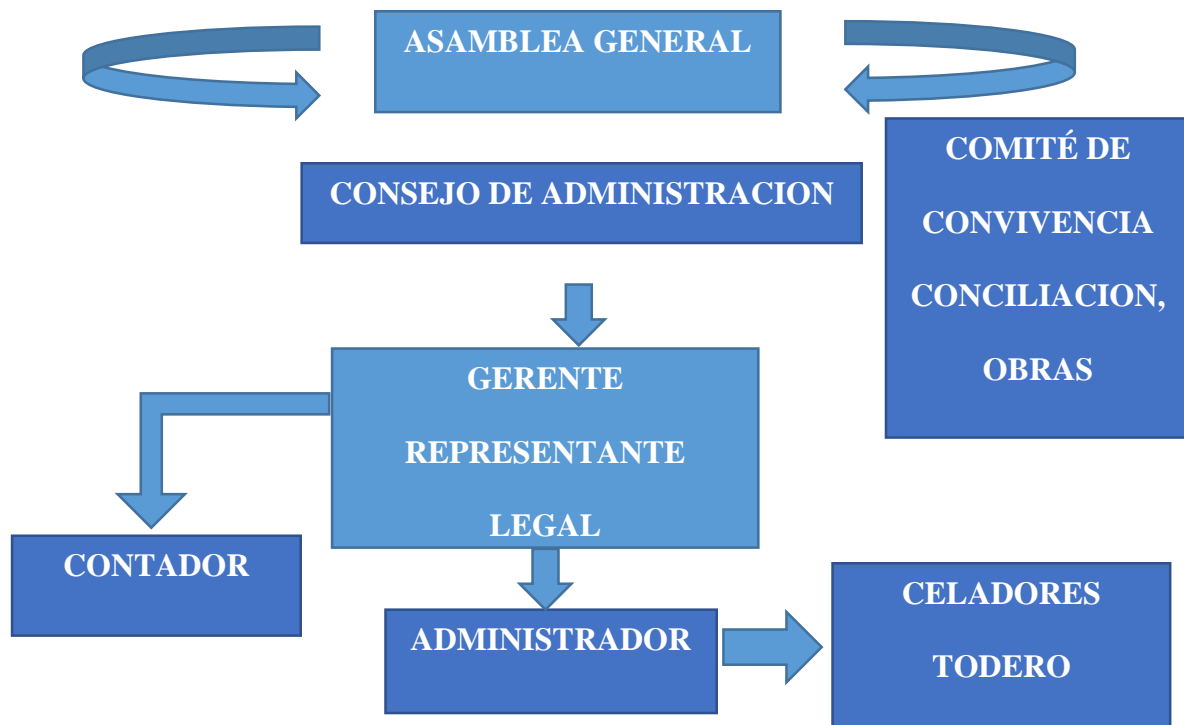 ASAMBLEA GENERAL
CONSEJO DE ADMINISTRACION
COMITÉ DE
CONVIVENCIA
CONCILIACION,
OBRAS
GERENTE
REPRESENTANTE
LEGAL
CONTADOR
ADMINISTRADOR
CELADORES
TODERO